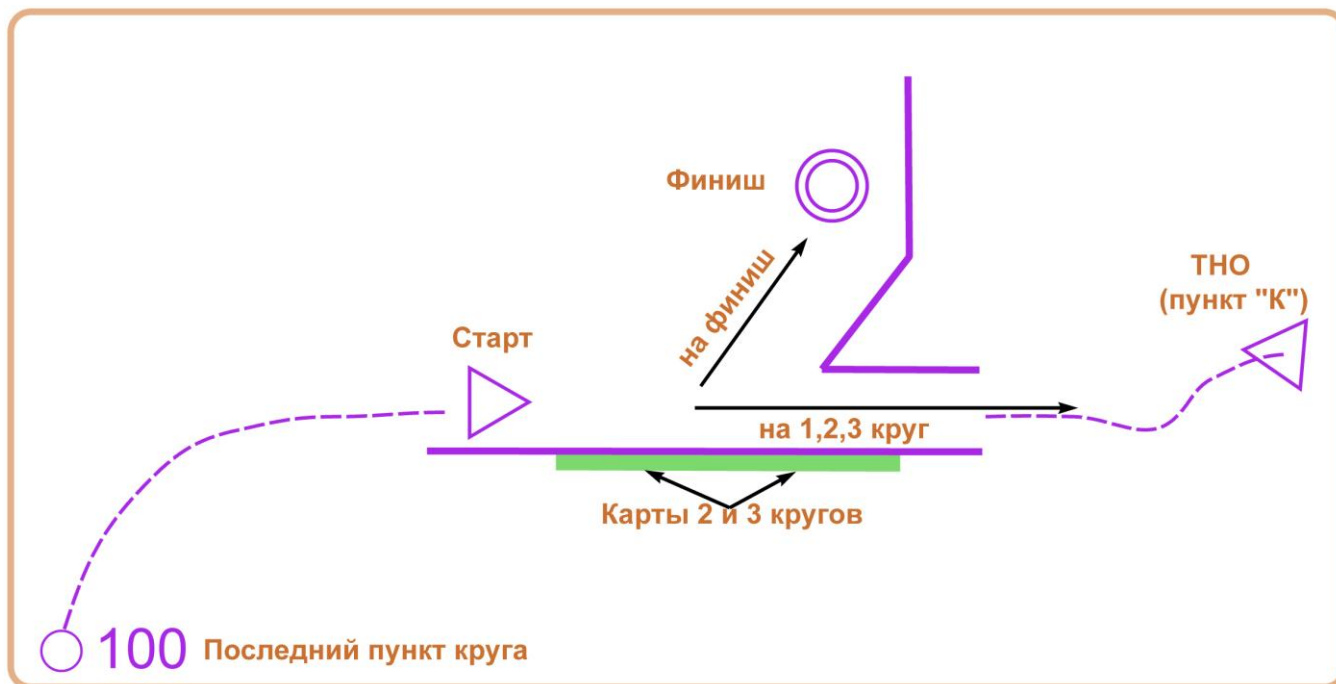 Финиш
на финиш
ТНО
(пункт "К")
Старт
на 1,2,3 круг
Карты 2 и 3 кругов
100 Последний пункт круга